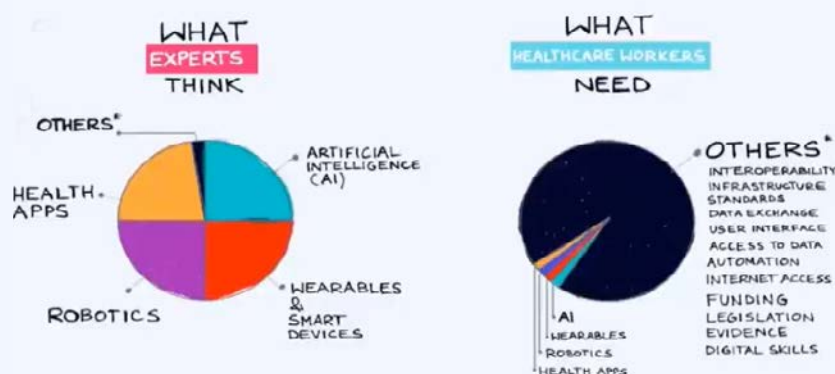 WHAT
EXPERTS
THINK
OTHERS*
ARTIFICIAL
INTELLIGENCE
(AI)
HEALTH
APPS
ROBOTICS
WEARABLES
&
SMART
DEVICES
WHAT
HEALTHCARE WORKERS
NEED
OTHERS*
INTEROPERABILITY
INFRASTRUCTURE
STANDARDS
DATA EXCHANGE
USER INTERFACE
ACCESS TO DATA
AUTOMATION
INTERNET ACCESS
FUNDING
LEGISLATION
EVIDENCE
DIGITAL SKILLS
AI
WEARABLES
ROBOTICS
HEALTH APPS